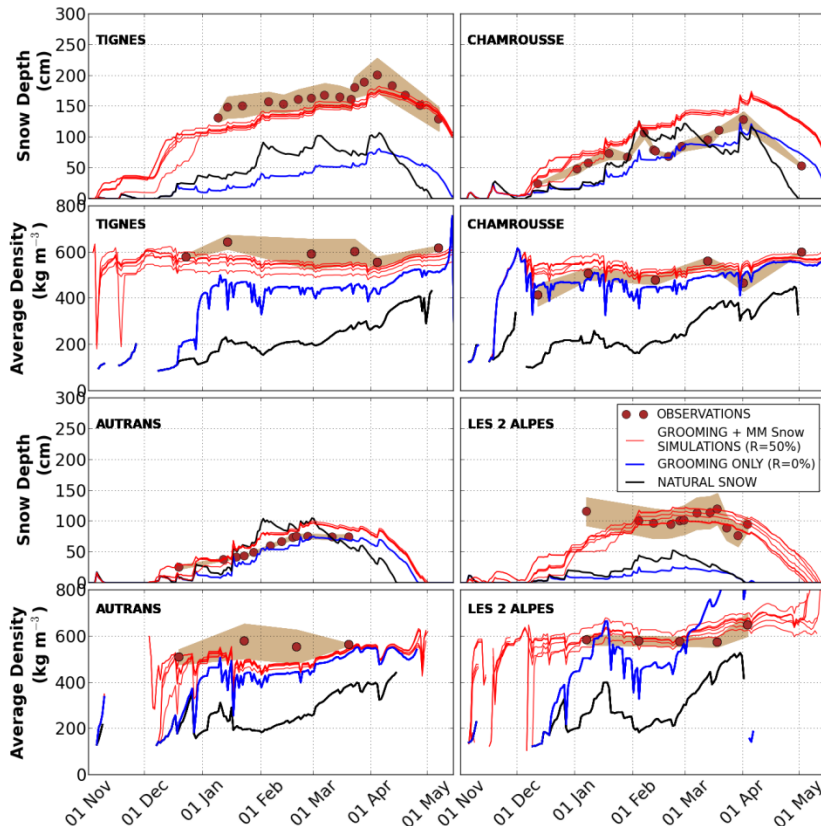 300
250
200
150
100
50
0
Snow Depth
(cm)
TIGNES
CHAMROUSSE
800
600
400
200
0
Average Density
(kg m⁻³)
TIGNES
CHAMROUSSE
300
250
200
150
100
50
0
Snow Depth
(cm)
AUTRANS
LES 2 ALPES
OBSERVATIONS
GROOMING + MM Snow
SIMULATIONS (R=50%)
GROOMING ONLY (R=0%)
NATURAL SNOW
800
600
400
200
0
Average Density
(kg m⁻³)
AUTRANS
LES 2 ALPES
01 Nov
01 Dec
01 Jan
01 Feb
01 Mar
01 Apr
01 May
01 Nov
01 Dec
01 Jan
01 Feb
01 Mar
01 Apr
01 May